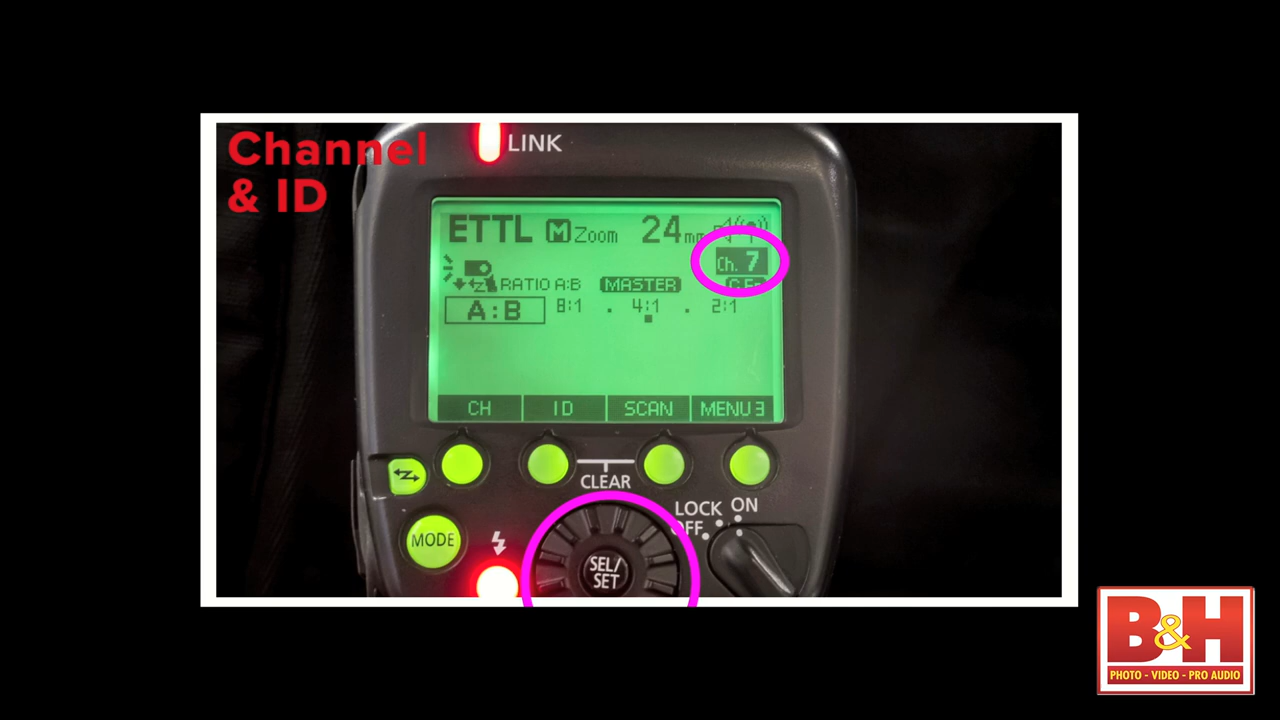 Channel
& ID
LINK
ETTL M Zoom 24mm
Ch. 7
RATIO A:B MASTER C.Fn
A:B 8:1 . 4:1 . 2:1
CH ID SCAN MENU 3
CLEAR
LOCK ON
OFF
MODE
SEL/
SET
B&H
PHOTO - VIDEO - PRO AUDIO